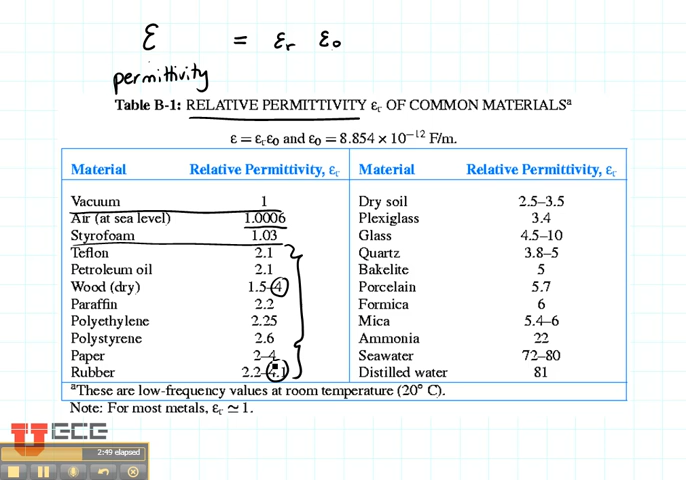 ε = εr ε0
permittivity
Table B-1: RELATIVE PERMITTIVITY εr OF COMMON MATERIALSᵃ
ε = εrε0 and ε0 = 8.854 × 10⁻¹² F/m.
Material Relative Permittivity, εr Material Relative Permittivity, εr
Vacuum 1 Dry soil 2.5–3.5
Air (at sea level) 1.0006 Plexiglass 3.4
Styrofoam 1.03 Glass 4.5–10
Teflon 2.1 Quartz 3.8–5
Petroleum oil 2.1 Bakelite 5
Wood (dry) 1.5–4 Porcelain 5.7
Paraffin 2.2 Formica 6
Polyethylene 2.25 Mica 5.4–6
Polystyrene 2.6 Ammonia 22
Paper 2–4 Seawater 72–80
Rubber 2.2–4.1 Distilled water 81
ᵃThese are low-frequency values at room temperature (20° C).
Note: For most metals, εr ≃ 1.
U ECE
2:49 elapsed